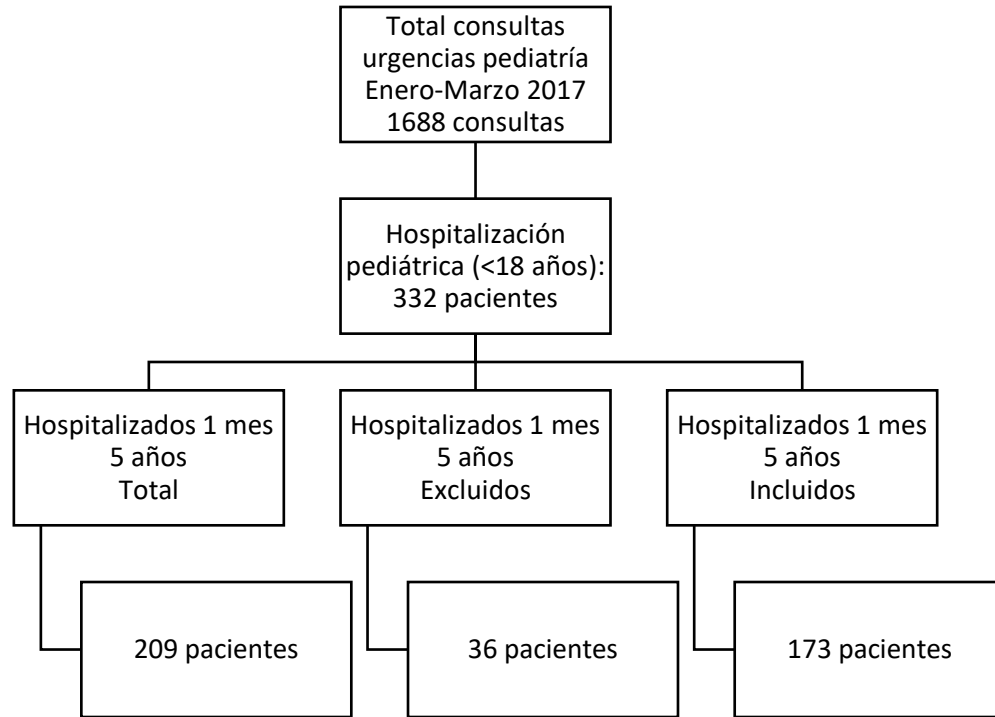 Total consultas
urgencias pediatría
Enero-Marzo 2017
1688 consultas
Hospitalización
pediátrica (<18 años):
332 pacientes
Hospitalizados 1 mes
5 años
Total
Hospitalizados 1 mes
5 años
Excluidos
Hospitalizados 1 mes
5 años
Incluidos
209 pacientes
36 pacientes
173 pacientes